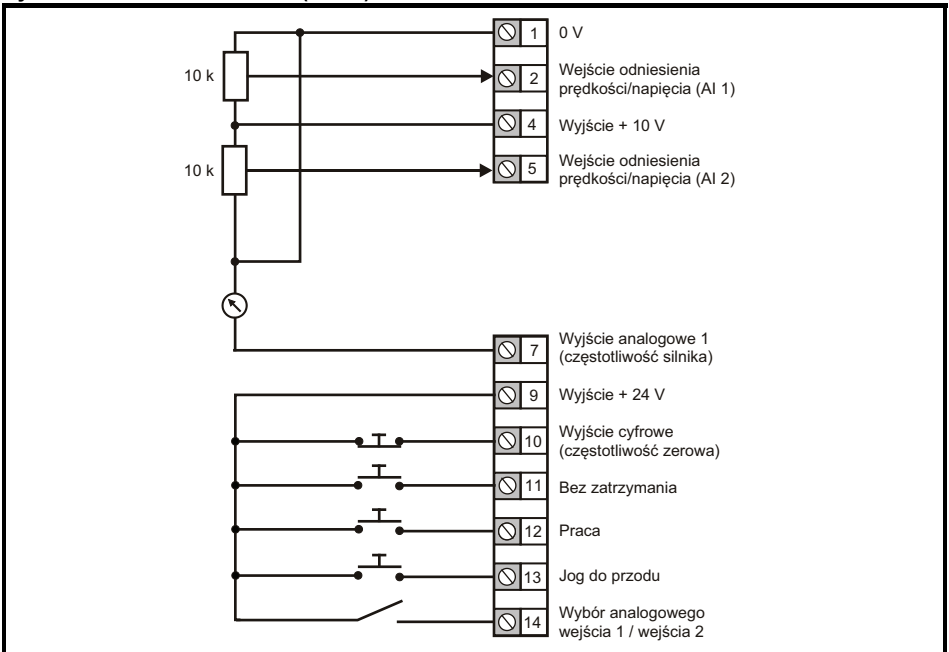 1 0 V
10 k
2 Wejście odniesienia
prędkości/napięcia (AI 1)
4 Wyjście + 10 V
10 k
5 Wejście odniesienia
prędkości/napięcia (AI 2)
7 Wyjście analogowe 1
(częstotliwość silnika)
9 Wyjście + 24 V
10 Wyjście cyfrowe
(częstotliwość zerowa)
11 Bez zatrzymania
12 Praca
13 Jog do przodu
14 Wybór analogowego
wejścia 1 / wejścia 2